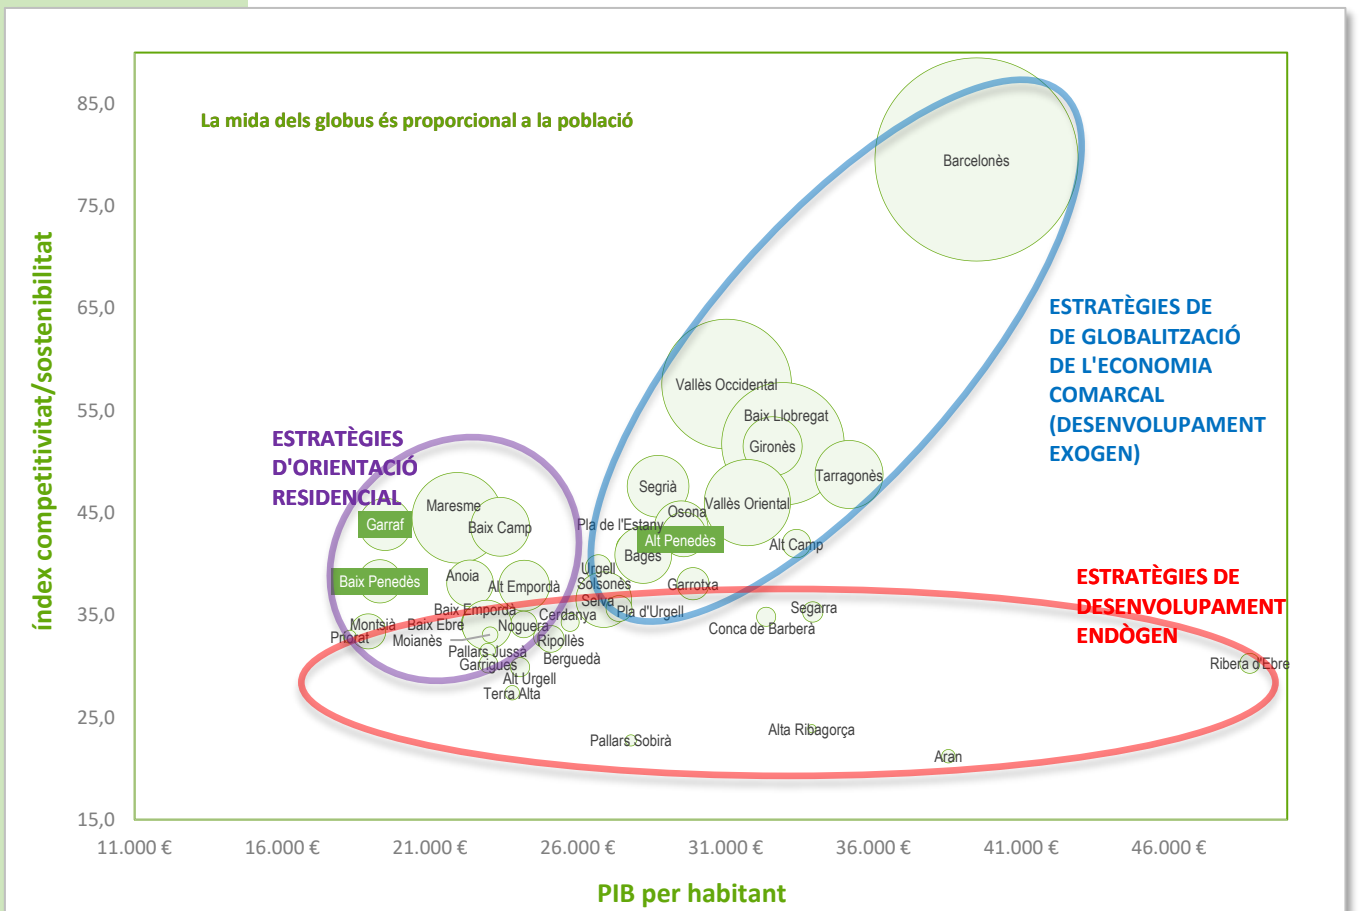 La mida dels globus és proporcional a la població
85,0
75,0
65,0
55,0
45,0
35,0
25,0
15,0
índex competitivitat/sostenibilitat
11.000 €
16.000 €
21.000 €
26.000 €
31.000 €
36.000 €
41.000 €
46.000 €
PIB per habitant
ESTRATÈGIES DE
DE GLOBALITZACIÓ
DE L'ECONOMIA
COMARCAL
(DESENVOLUPAMENT
EXOGEN)
ESTRATÈGIES
D'ORIENTACIÓ
RESIDENCIAL
ESTRATÈGIES DE
DESENVOLUPAMENT
ENDÒGEN
Barcelonès
Vallès Occidental
Baix Llobregat
Gironès
Tarragonès
Segrià
Vallès Oriental
Osona
Pla de l'Estany
Alt Penedès
Alt Camp
Bages
Maresme
Garraf
Baix Camp
Baix Penedès
Anoia
Alt Empordà
Urgell
Solsonès
Garrotxa
Selva
Pla d'Urgell
Segarra
Conca de Barberà
Baix Empordà
Cerdanya
Montsià
Baix Ebre
Noguera
Priorat
Moianès
Ripollès
Pallars Jussà
Berguedà
Garrigues
Alt Urgell
Terra Alta
Ribera d'Ebre
Pallars Sobirà
Alta Ribagorça
Aran